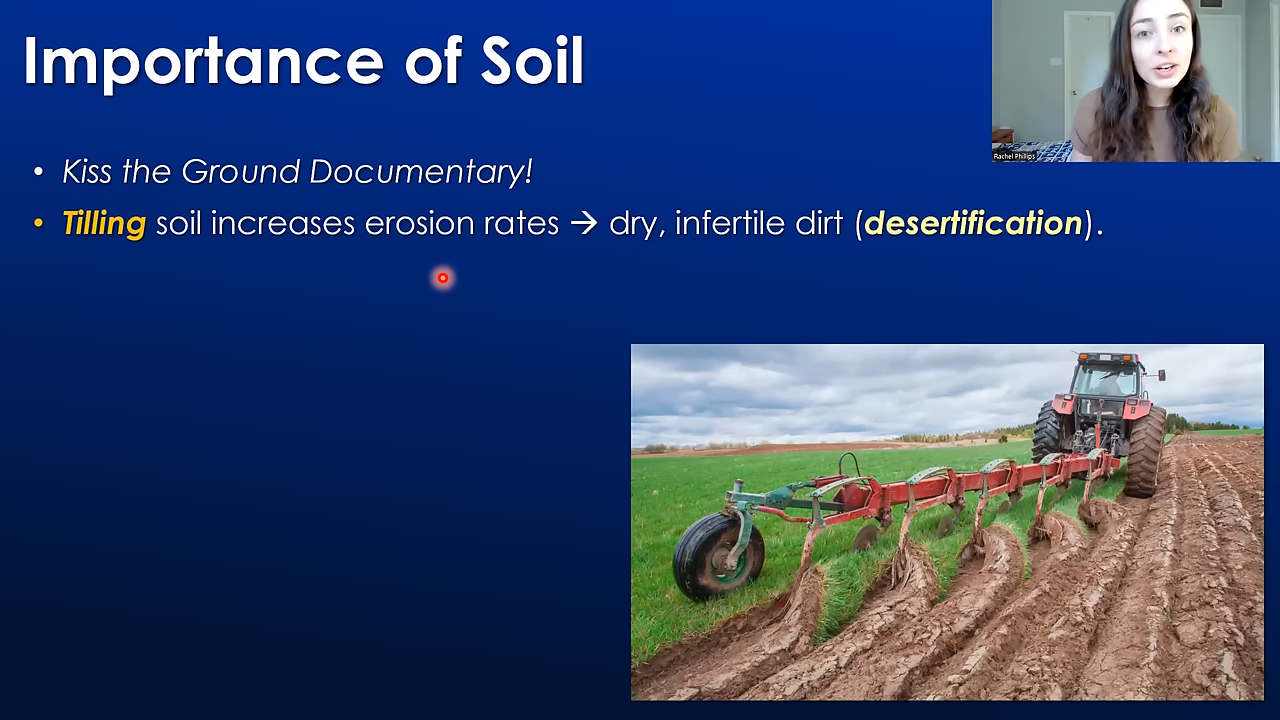 Importance of Soil
Rachel Phillips
• Kiss the Ground Documentary!
• Tilling soil increases erosion rates → dry, infertile dirt (desertification).